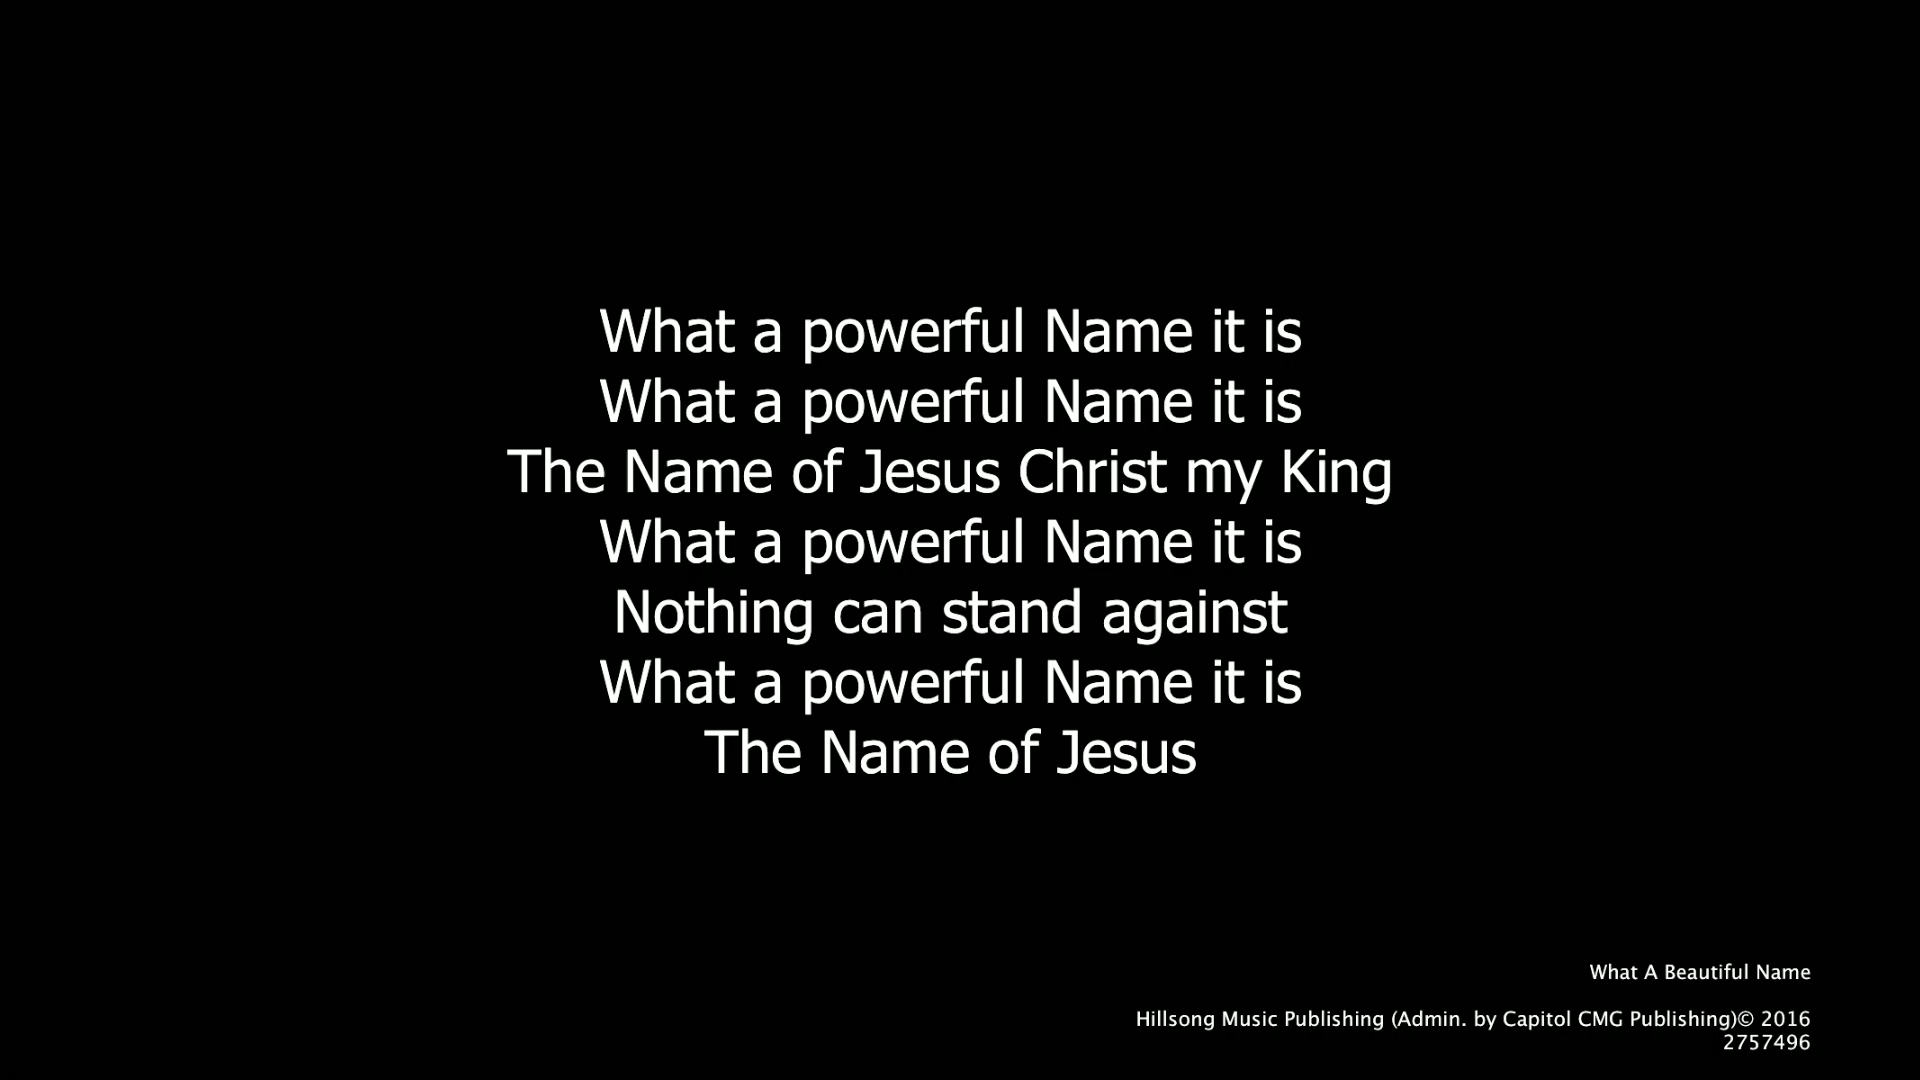 What a powerful Name it is
What a powerful Name it is
The Name of Jesus Christ my King
What a powerful Name it is
Nothing can stand against
What a powerful Name it is
The Name of Jesus
What A Beautiful Name
Hillsong Music Publishing (Admin. by Capitol CMG Publishing)© 2016
2757496